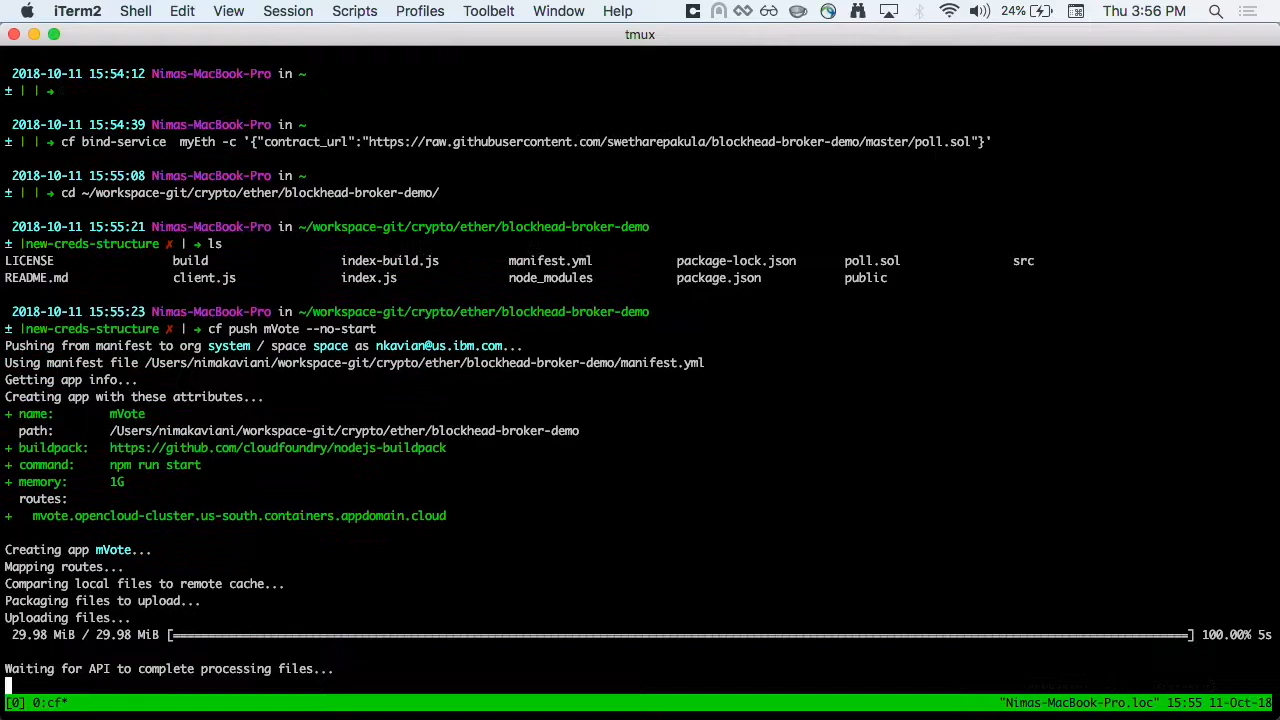 iTerm2 Shell Edit View Session Scripts Profiles Toolbelt Window Help 24% Thu 3:56 PM
tmux
2018-10-11 15:54:12 Nimas-MacBook-Pro in ~
± | | →
2018-10-11 15:54:39 Nimas-MacBook-Pro in ~
± | | → cf bind-service  myEth -c '{"contract_url":"https://raw.githubusercontent.com/swetharepakula/blockhead-broker-demo/master/poll.sol"}'
2018-10-11 15:55:08 Nimas-MacBook-Pro in ~
± | | → cd ~/workspace-git/crypto/ether/blockhead-broker-demo/
2018-10-11 15:55:21 Nimas-MacBook-Pro in ~/workspace-git/crypto/ether/blockhead-broker-demo
± |new-creds-structure ✗ | → ls
LICENSE build index-build.js manifest.yml package-lock.json poll.sol src
README.md client.js index.js node_modules package.json public
2018-10-11 15:55:23 Nimas-MacBook-Pro in ~/workspace-git/crypto/ether/blockhead-broker-demo
± |new-creds-structure ✗ | → cf push mVote --no-start
Pushing from manifest to org system / space space as nkavian@us.ibm.com...
Using manifest file /Users/nimakaviani/workspace-git/crypto/ether/blockhead-broker-demo/manifest.yml
Getting app info...
Creating app with these attributes...
+ name: mVote
path: /Users/nimakaviani/workspace-git/crypto/ether/blockhead-broker-demo
+ buildpack: https://github.com/cloudfoundry/nodejs-buildpack
+ command: npm run start
+ memory: 1G
routes:
+ mvote.opencloud-cluster.us-south.containers.appdomain.cloud
Creating app mVote...
Mapping routes...
Comparing local files to remote cache...
Packaging files to upload...
Uploading files...
29.98 MiB / 29.98 MiB [==============================] 100.00% 5s
Waiting for API to complete processing files...
[0] 0:cf* "Nimas-MacBook-Pro.loc" 15:55 11-Oct-18